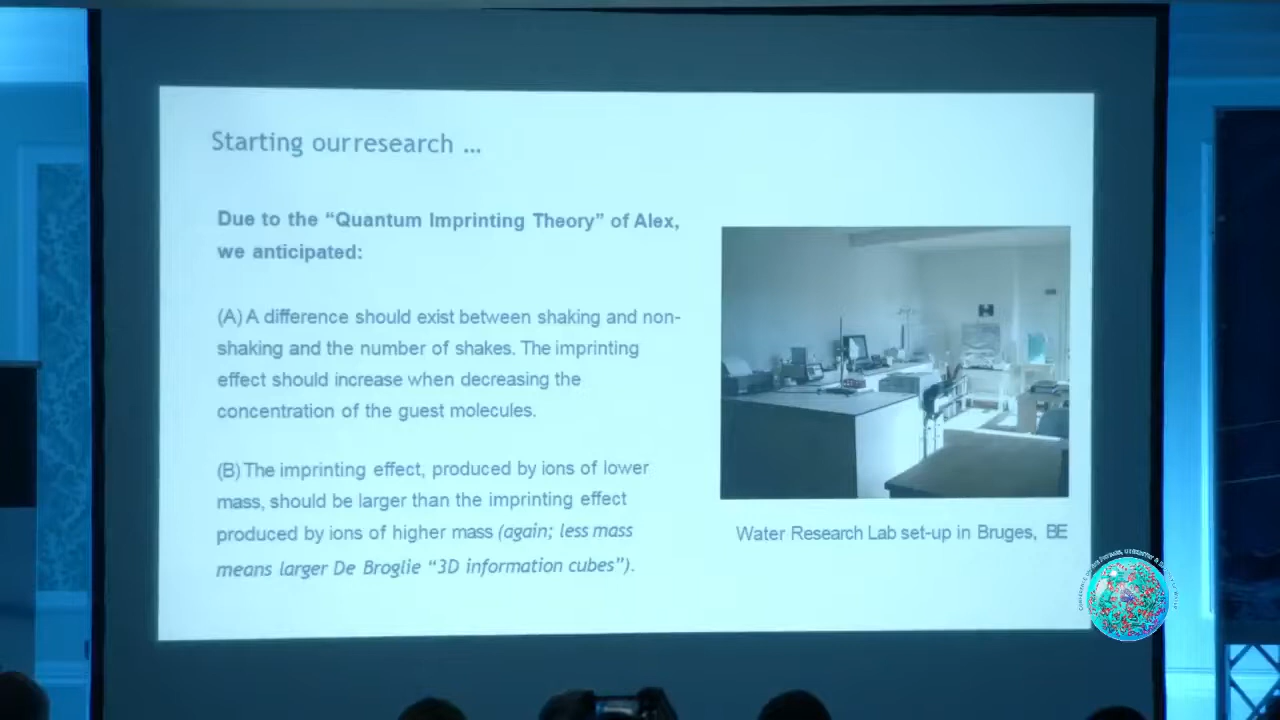 Starting our research ...
Due to the “Quantum Imprinting Theory” of Alex,
we anticipated:
(A) A difference should exist between shaking and non-
shaking and the number of shakes. The imprinting
effect should increase when decreasing the
concentration of the guest molecules.
(B) The imprinting effect, produced by ions of lower
mass, should be larger than the imprinting effect
produced by ions of higher mass (again; less mass
means larger De Broglie “3D information cubes”).
Water Research Lab set-up in Bruges, BE